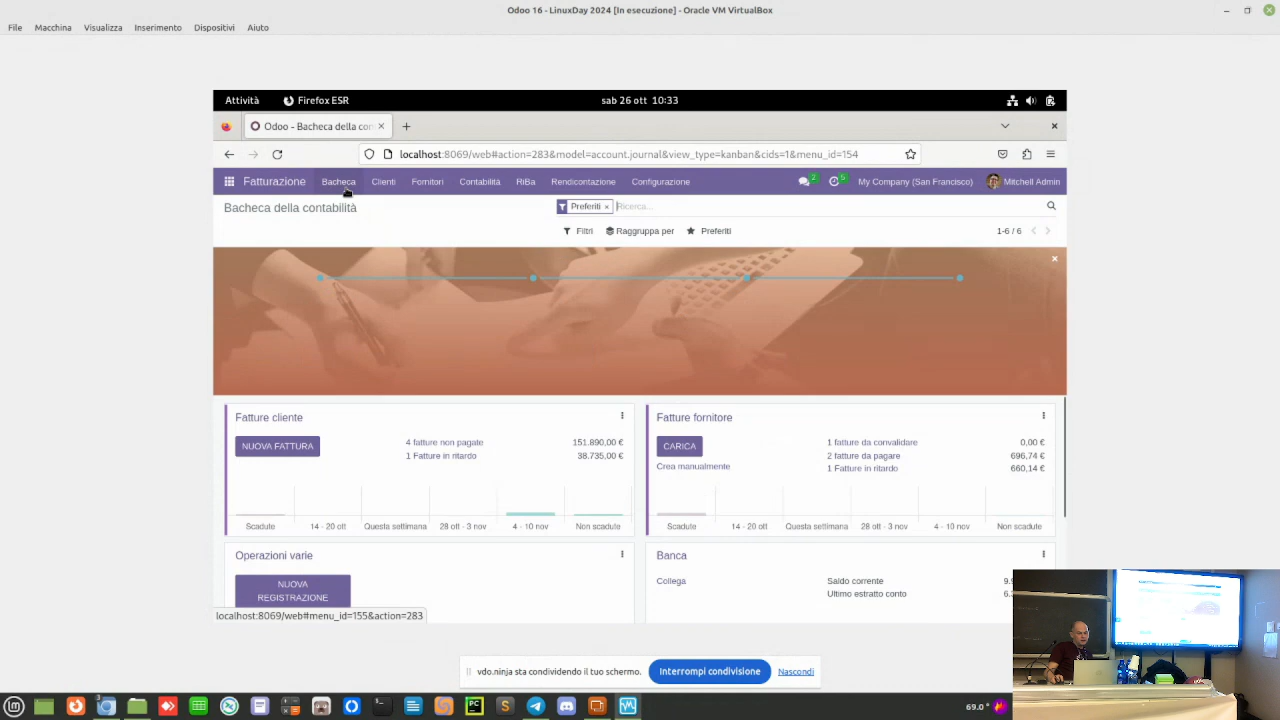 Odoo 16 - LinuxDay 2024 [In esecuzione] - Oracle VM VirtualBox
File Macchina Visualizza Inserimento Dispositivi Aiuto
Attività Firefox ESR sab 26 ott 10:33
Odoo - Bacheca della con
localhost:8069/web#action=283&model=account.journal&view_type=kanban&cids=1&menu_id=154
Fatturazione Bacheca Clienti Fornitori Contabilità RiBa Rendicontazione Configurazione 2 5 My Company (San Francisco) Mitchell Admin
Bacheca della contabilità Preferiti × Ricerca...
Filtri Raggruppa per Preferiti 1-6 / 6
Fatture cliente
NUOVA FATTURA
4 fatture non pagate 151.890,00 €
1 Fatture in ritardo 38.735,00 €
Scadute 14 - 20 ott Questa settimana 28 ott - 3 nov 4 - 10 nov Non scadute
Fatture fornitore
CARICA
Crea manualmente
1 fatture da convalidare 0,00 €
2 fatture da pagare 696,74 €
1 Fatture in ritardo 660,14 €
Scadute 14 - 20 ott Questa settimana 28 ott - 3 nov 4 - 10 nov Non scadute
Operazioni varie
NUOVA
REGISTRAZIONE
Banca
Collega
Saldo corrente
Ultimo estratto conto
localhost:8069/web#menu_id=155&action=283
vdo.ninja sta condividendo il tuo schermo. Interrompi condivisione Nascondi
3
PC
69.0 °